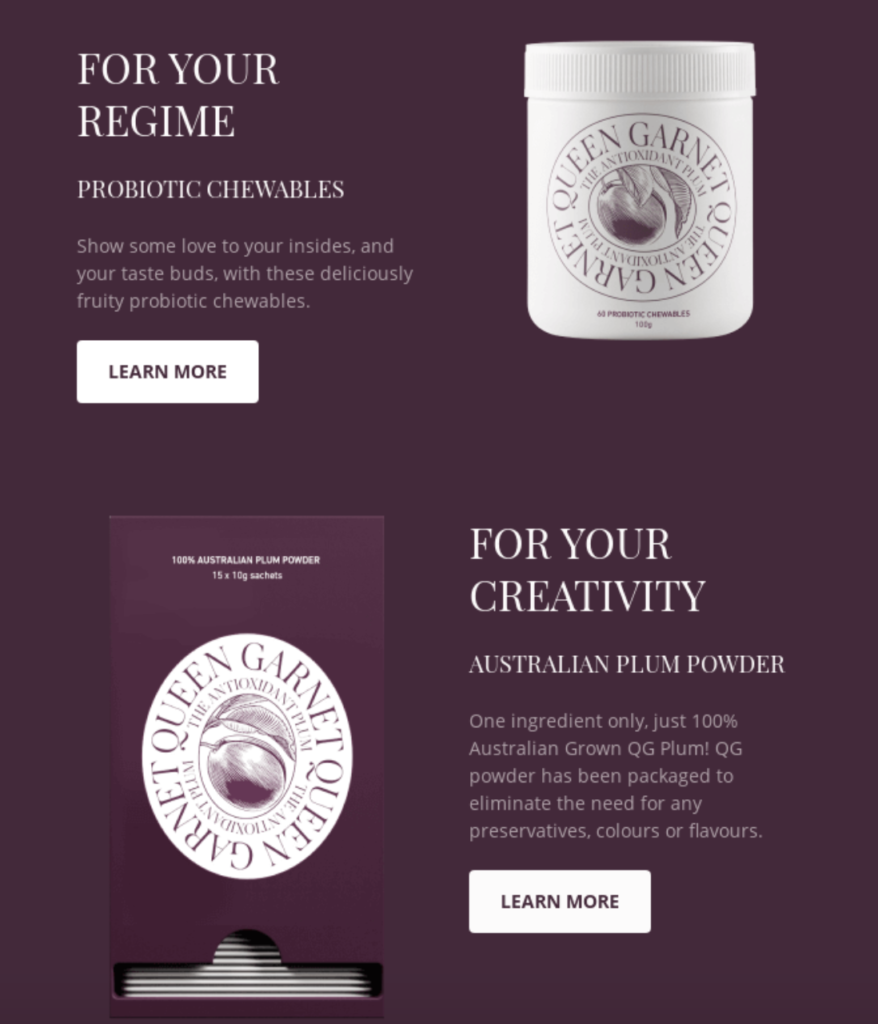 FOR YOUR
REGIME
PROBIOTIC CHEWABLES
Show some love to your insides, and
your taste buds, with these deliciously
fruity probiotic chewables.
LEARN MORE
QUEEN GARNET QUEEN GARNET
THE ANTIOXIDANT PLUM THE ANTIOXIDANT PLUM
60 PROBIOTIC CHEWABLES
100g
100% AUSTRALIAN PLUM POWDER
15 x 10g sachets
QUEEN GARNET QUEEN GARNET
THE ANTIOXIDANT PLUM THE ANTIOXIDANT PLUM
FOR YOUR
CREATIVITY
AUSTRALIAN PLUM POWDER
One ingredient only, just 100%
Australian Grown QG Plum! QG
powder has been packaged to
eliminate the need for any
preservatives, colours or flavours.
LEARN MORE